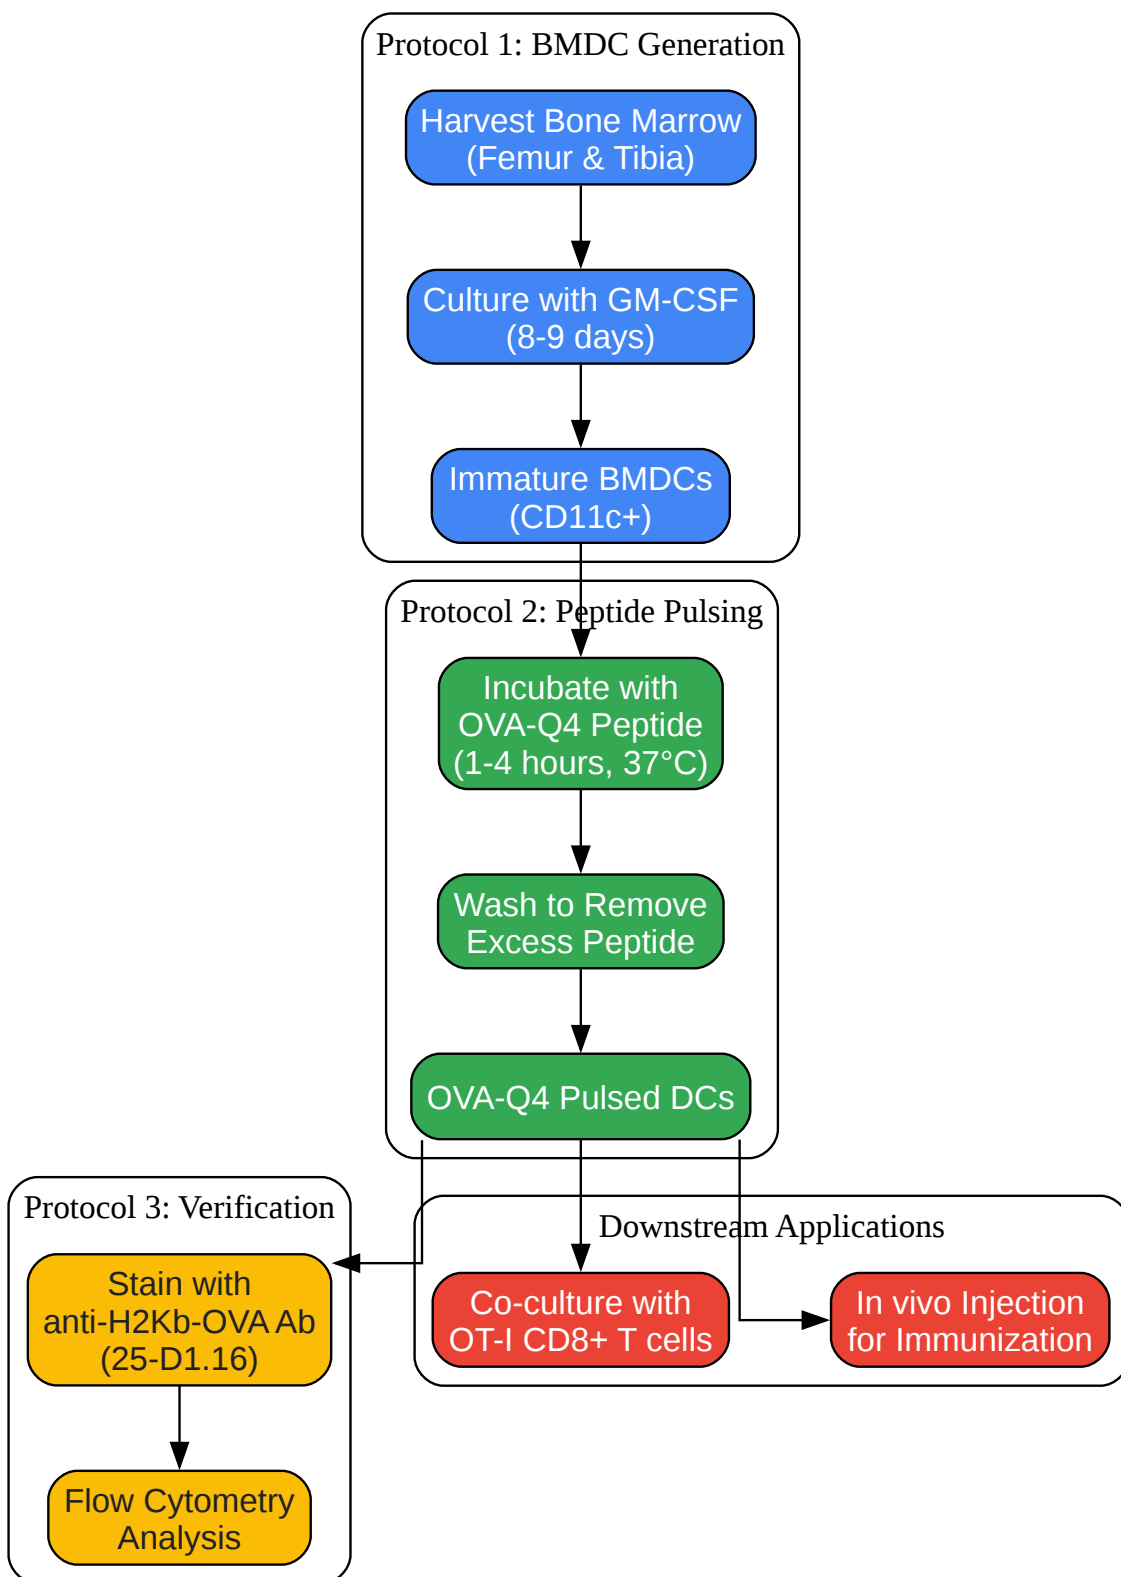 Protocol 1: BMDC Generation
Harvest Bone Marrow
(Femur & Tibia)
Culture with GM-CSF
(8-9 days)
Immature BMDCs
(CD11c+)
Protocol 2: Peptide Pulsing
Incubate with
OVA-Q4 Peptide
(1-4 hours, 37°C)
Wash to Remove
Excess Peptide
OVA-Q4 Pulsed DCs
Protocol 3: Verification
Stain with
anti-H2Kb-OVA Ab
(25-D1.16)
Flow Cytometry
Analysis
Downstream Applications
Co-culture with
OT-I CD8+ T cells
In vivo Injection
for Immunization